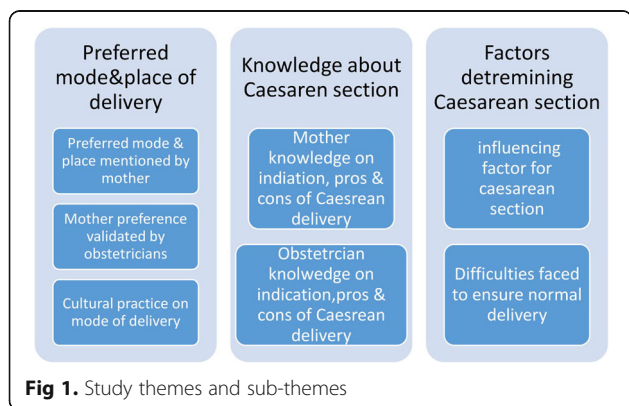 Preferred
mode&place of
delivery
Preferred mode &
place mentioned by
mother
Mother preference
validated by
obstetricians
Cultural practice on
mode of delivery
Knowledge about
Caesaren section
Mother
knowledge on
indiation, pros &
cons of Caesrean
delivery
Obstetrcian
knolwedge on
indication,pros &
cons of Caesrean
delivery
Factors
detremining
Caesarean section
influencing
factor for
caesarean
section
Difficulties faced
to ensure normal
delivery
Fig 1. Study themes and sub-themes